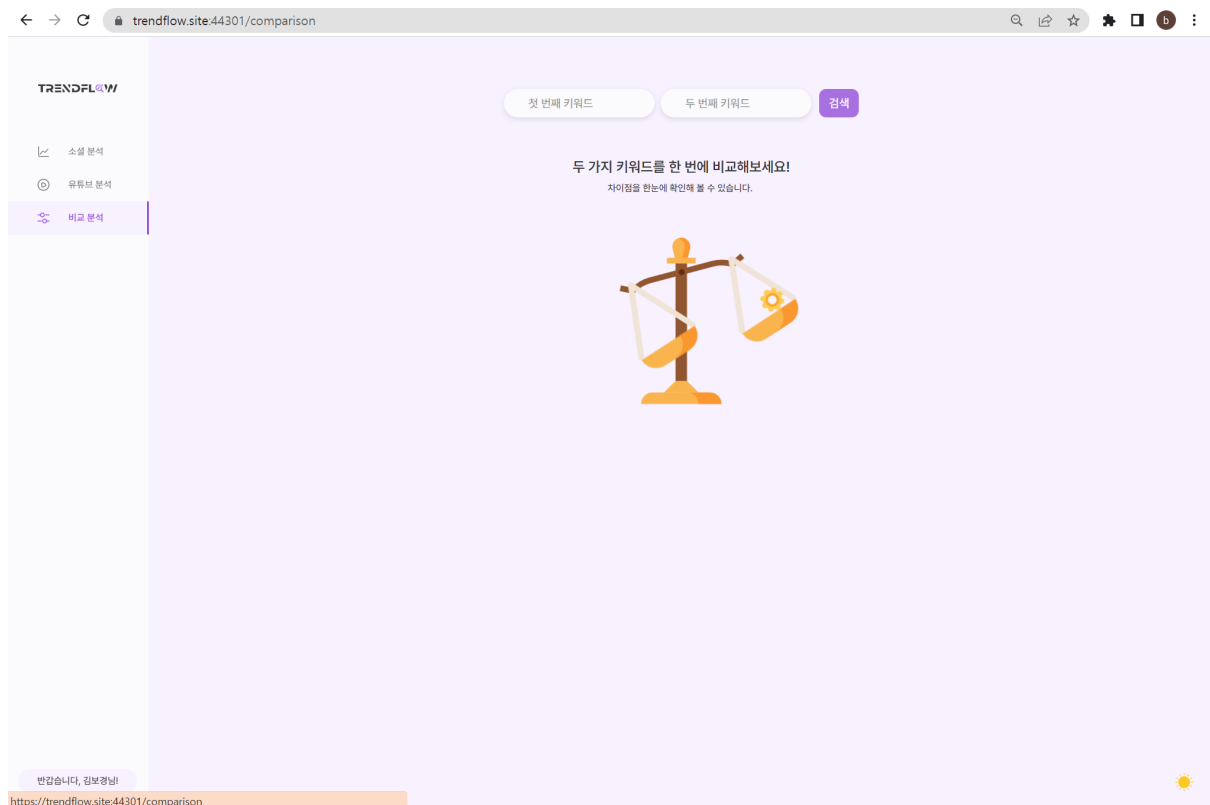 trendflow.site:44301/comparison
b
TRENDFLOW
첫 번째 키워드
두 번째 키워드
검색
소셜 분석
유튜브 분석
비교 분석
두 가지 키워드를 한 번에 비교해보세요!
차이점을 한눈에 확인해 볼 수 있습니다.
반갑습니다, 김보경님!
https://trendflow.site:44301/comparison